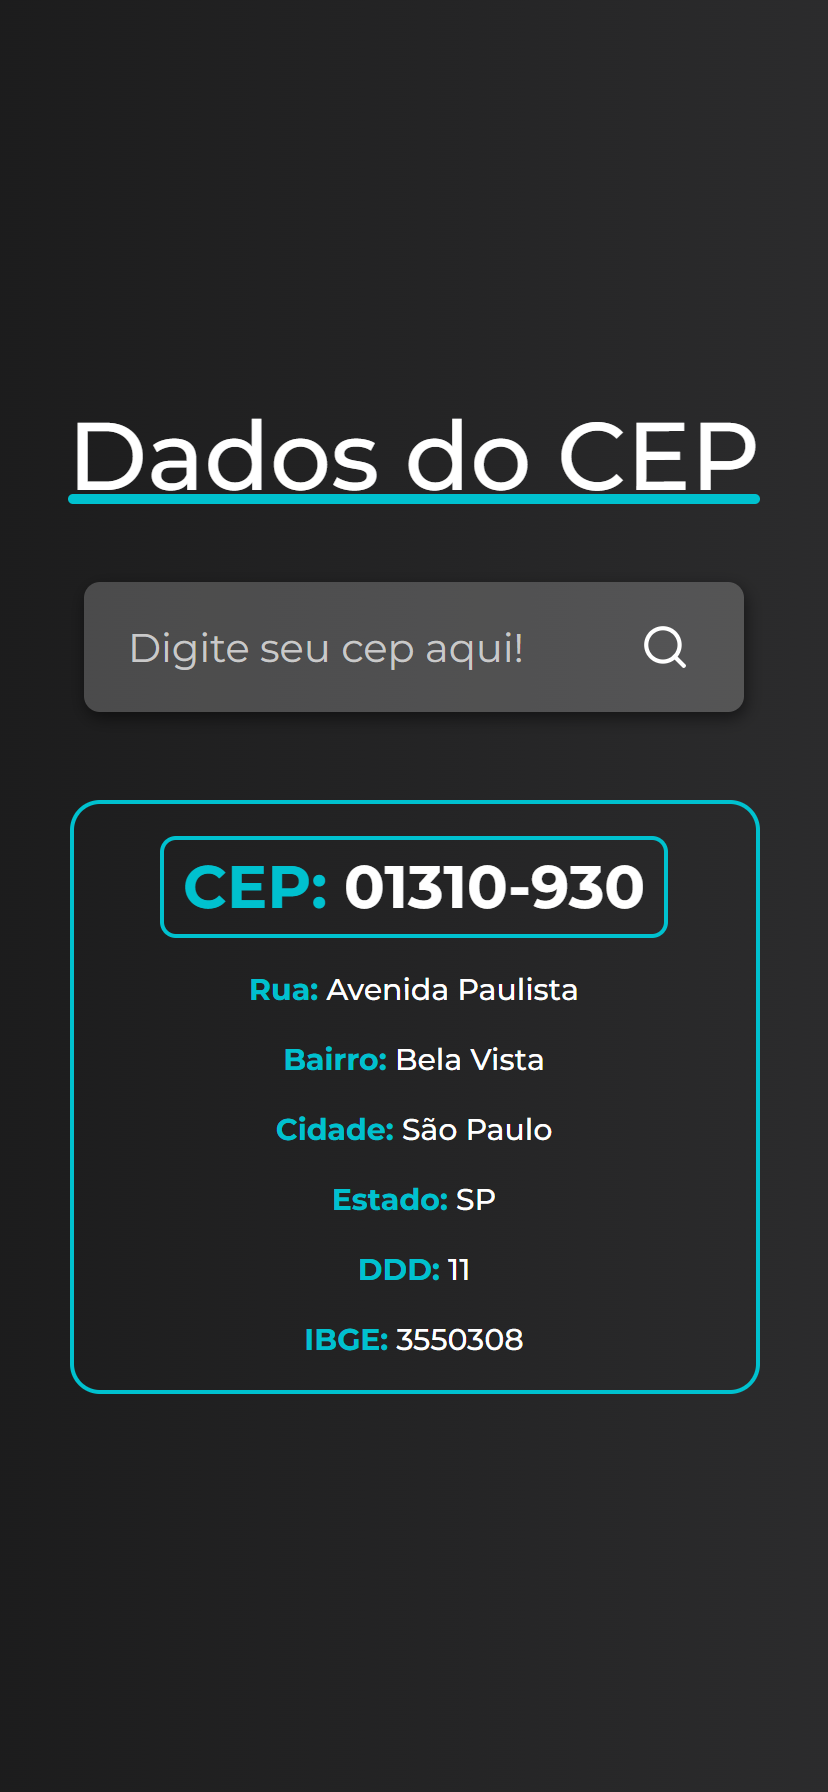 Dados do CEP
Digite seu cep aqui!
CEP: 01310-930
Rua: Avenida Paulista
Bairro: Bela Vista
Cidade: São Paulo
Estado: SP
DDD: 11
IBGE: 3550308